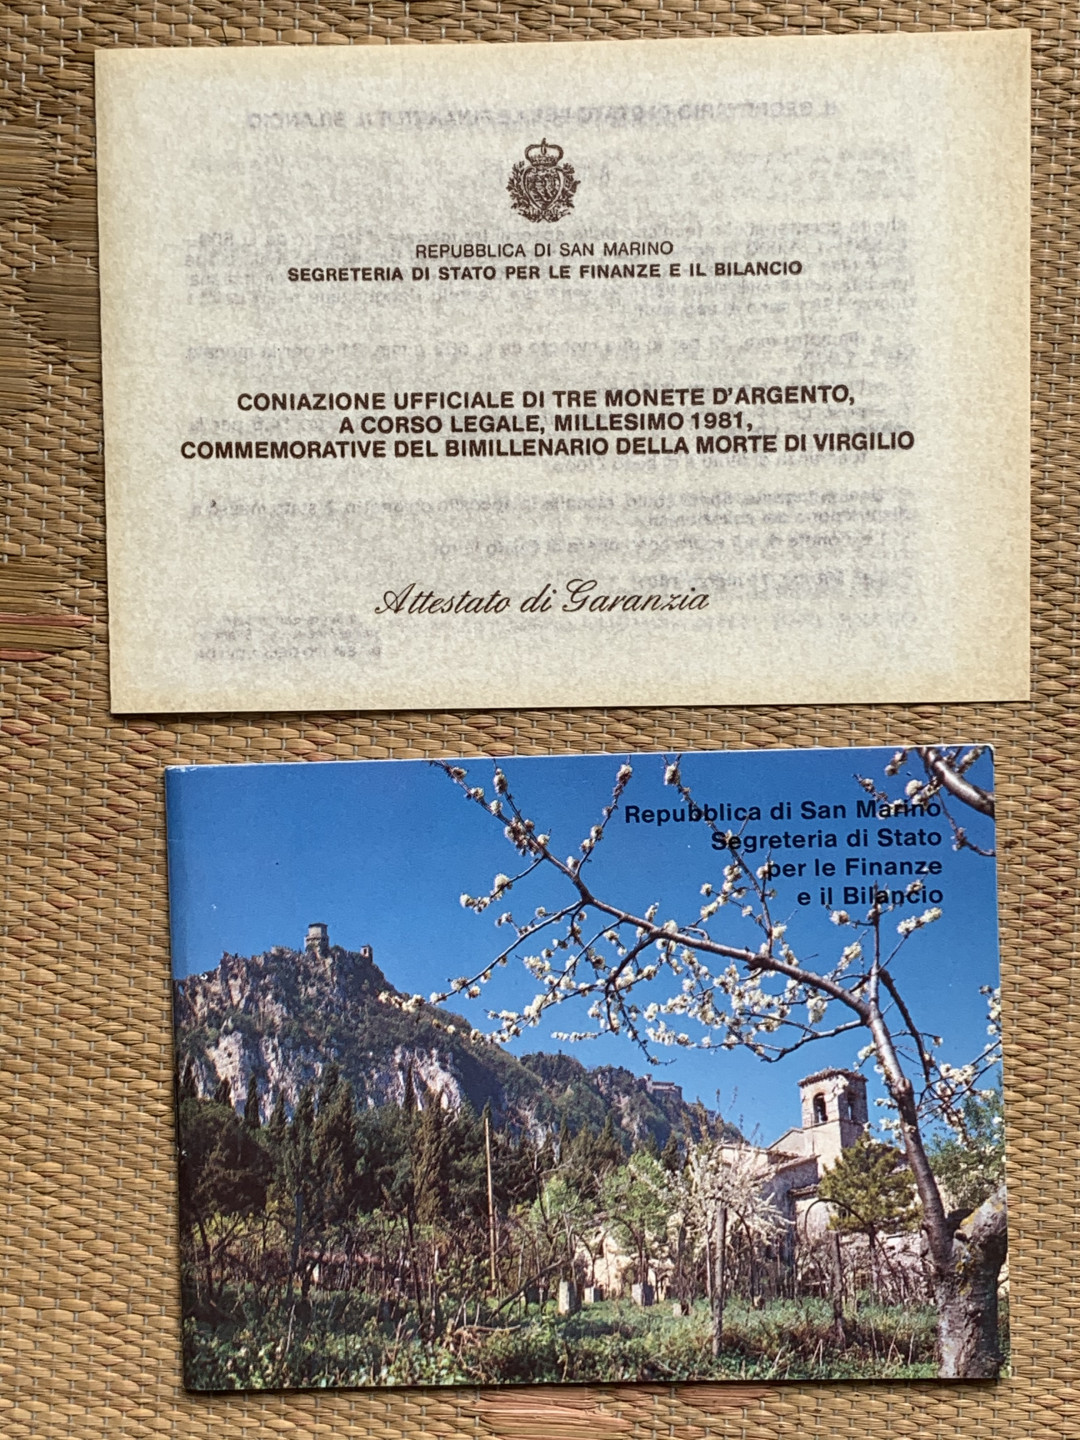 REPUBBLICA DI SAN MARINO
SEGRETERIA DI STATO PER LE FINANZE E IL BILANCIO
CONIAZIONE UFFICIALE DI TRE MONETE D'ARGENTO,
A CORSO LEGALE, MILLESIMO 1981,
COMMEMORATIVE DEL BIMILLENARIO DELLA MORTE DI VIRGILIO
Attestato di Garanzia
Repubblica di San Marino
Segreteria di Stato
per le Finanze
e il Bilancio